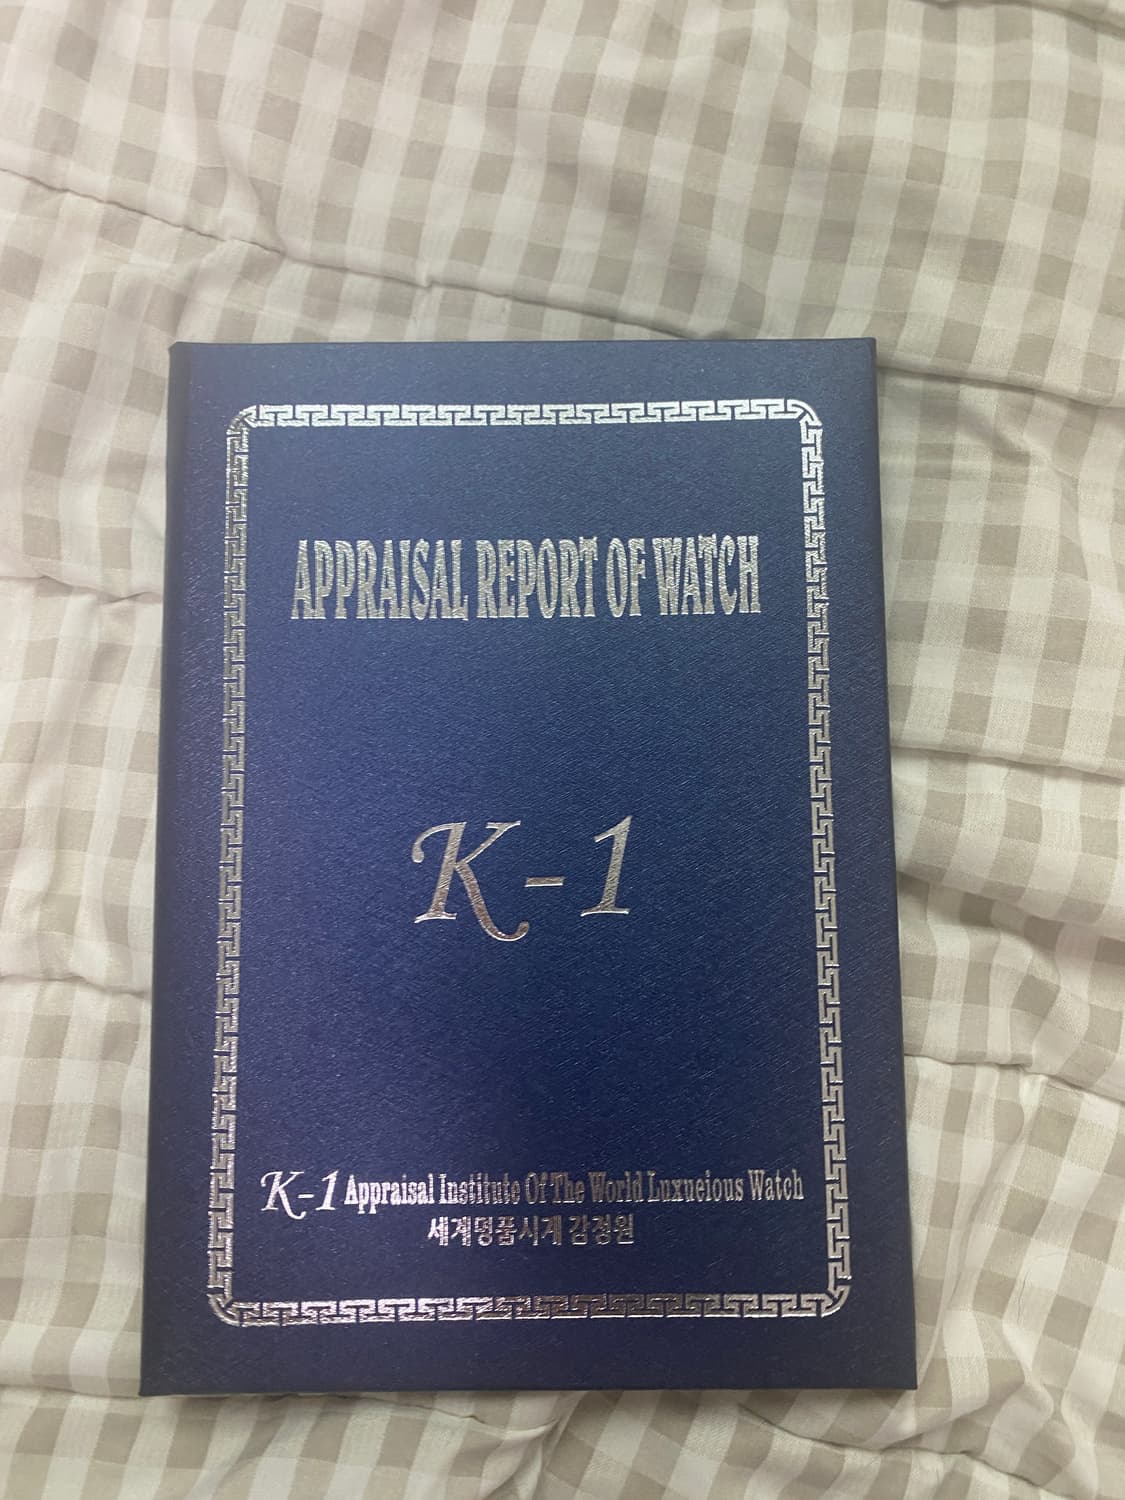 APPRAISAL REPORT OF WATCH
K-1
K-1 Appraisal Institute Of The World Luxueious Watch
세계명품시계 감정원